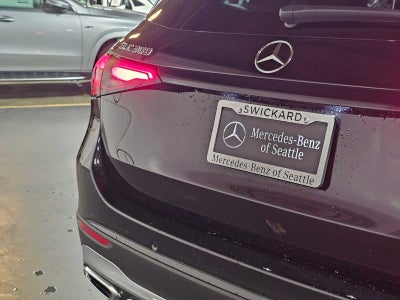 SWICKARD
Mercedes-Benz
of Seattle
Mercedes-Benz of Seattle